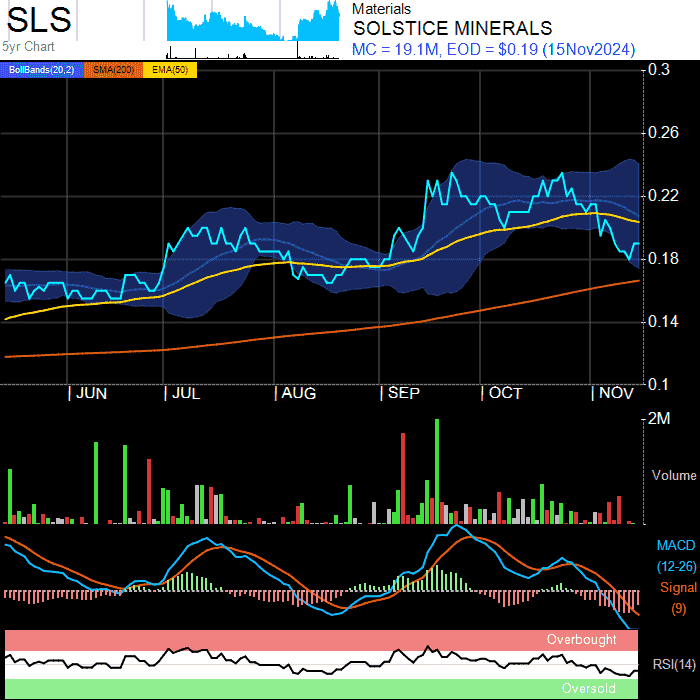 SLS
5yr Chart
Materials
SOLSTICE MINERALS
MC = 19.1M, EOD = $0.19 (15Nov2024)
BollBands(20,2) SMA(200) EMA(50)
0.3
0.26
0.22
0.18
0.14
0.1
JUN JUL AUG SEP OCT NOV
2M
Volume
MACD
(12-26)
Signal
(9)
Overbought
RSI(14)
Oversold